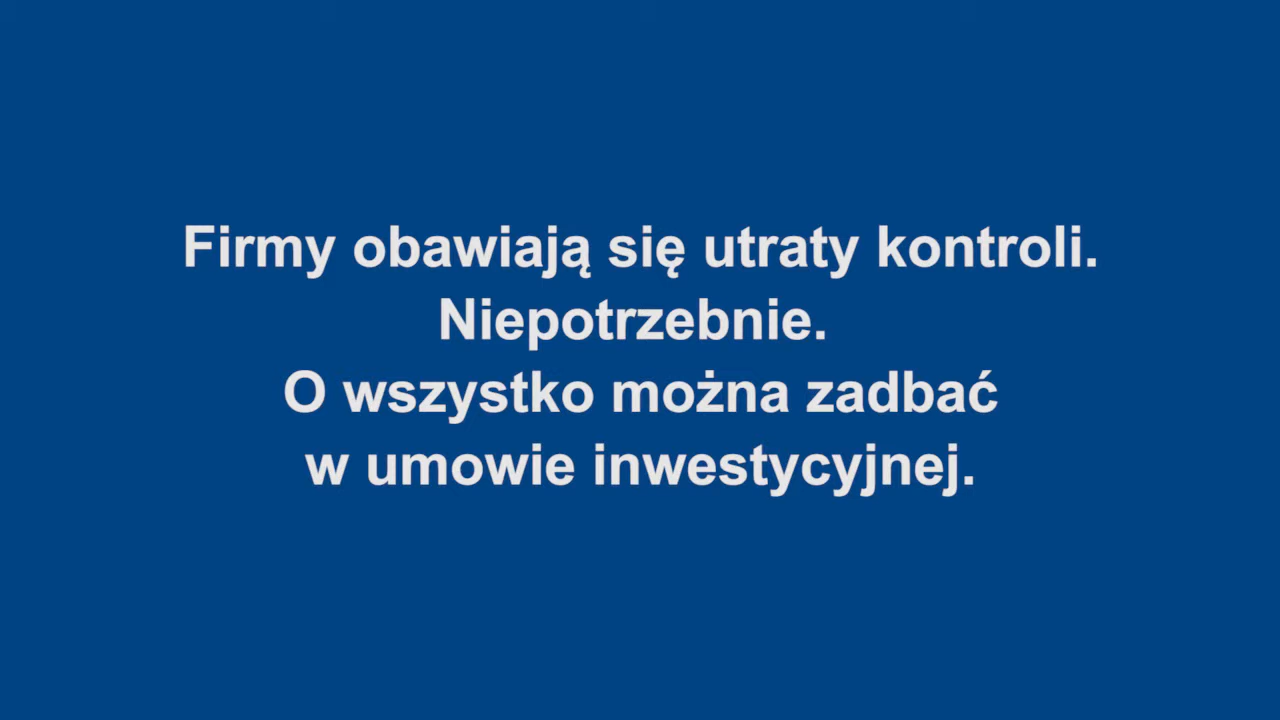 Firmy obawiają się utraty kontroli.
Niepotrzebnie.
O wszystko można zadbać
w umowie inwestycyjnej.